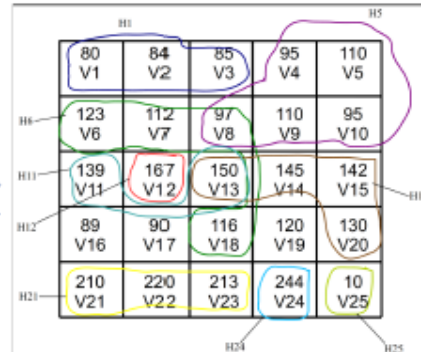 H1
H5
80 84 85 95 110
V1 V2 V3 V4 V5
123 112 97 110 95
H6
V6 V7 V8 V9 V10
139 167 150 145 142
H11
V11 V12 V13 V14 V15
H12
89 90 116 120 130
V16 V17 V18 V19 V20
210 220 213 244 10
H21
V21 V22 V23 V24 V25
H24
H25